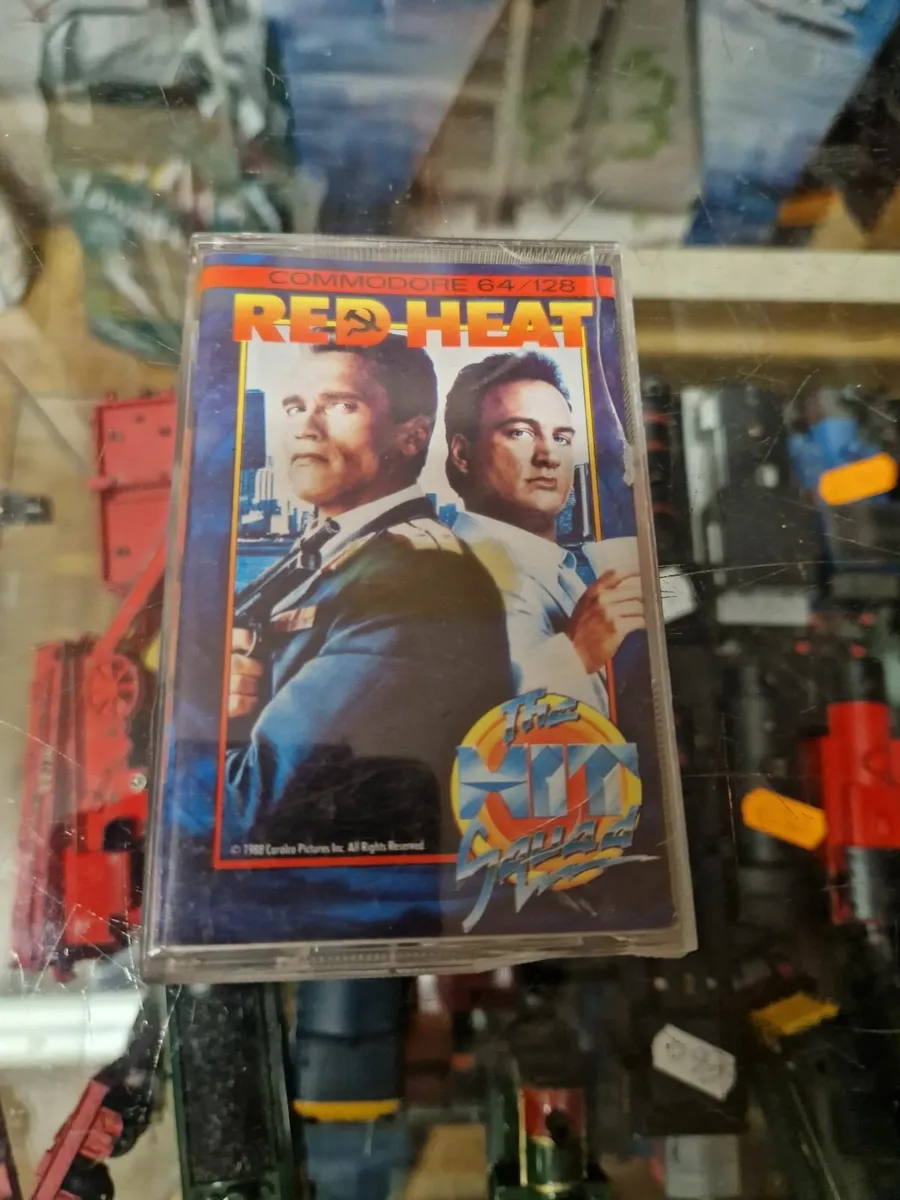 COMMODORE 64/128
RED HEAT
THE
HIT
SQUAD
© 1988 Carolco Pictures Inc. All Rights Reserved.